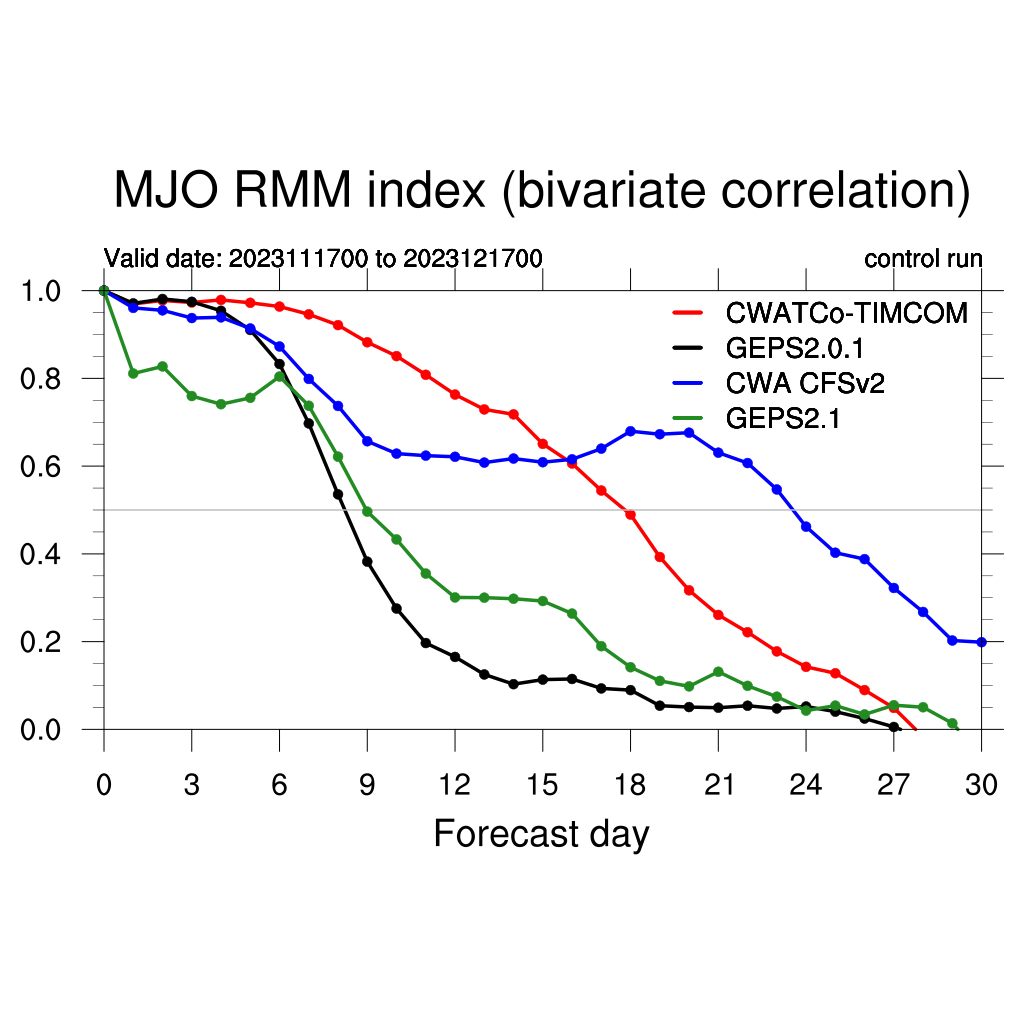 MJO RMM index (bivariate correlation)
Valid date: 2023111700 to 2023121700 control run
1.0
0.8
0.6
0.4
0.2
0.0
CWATCo-TIMCOM
GEPS2.0.1
CWA CFSv2
GEPS2.1
0 3 6 9 12 15 18 21 24 27 30
Forecast day